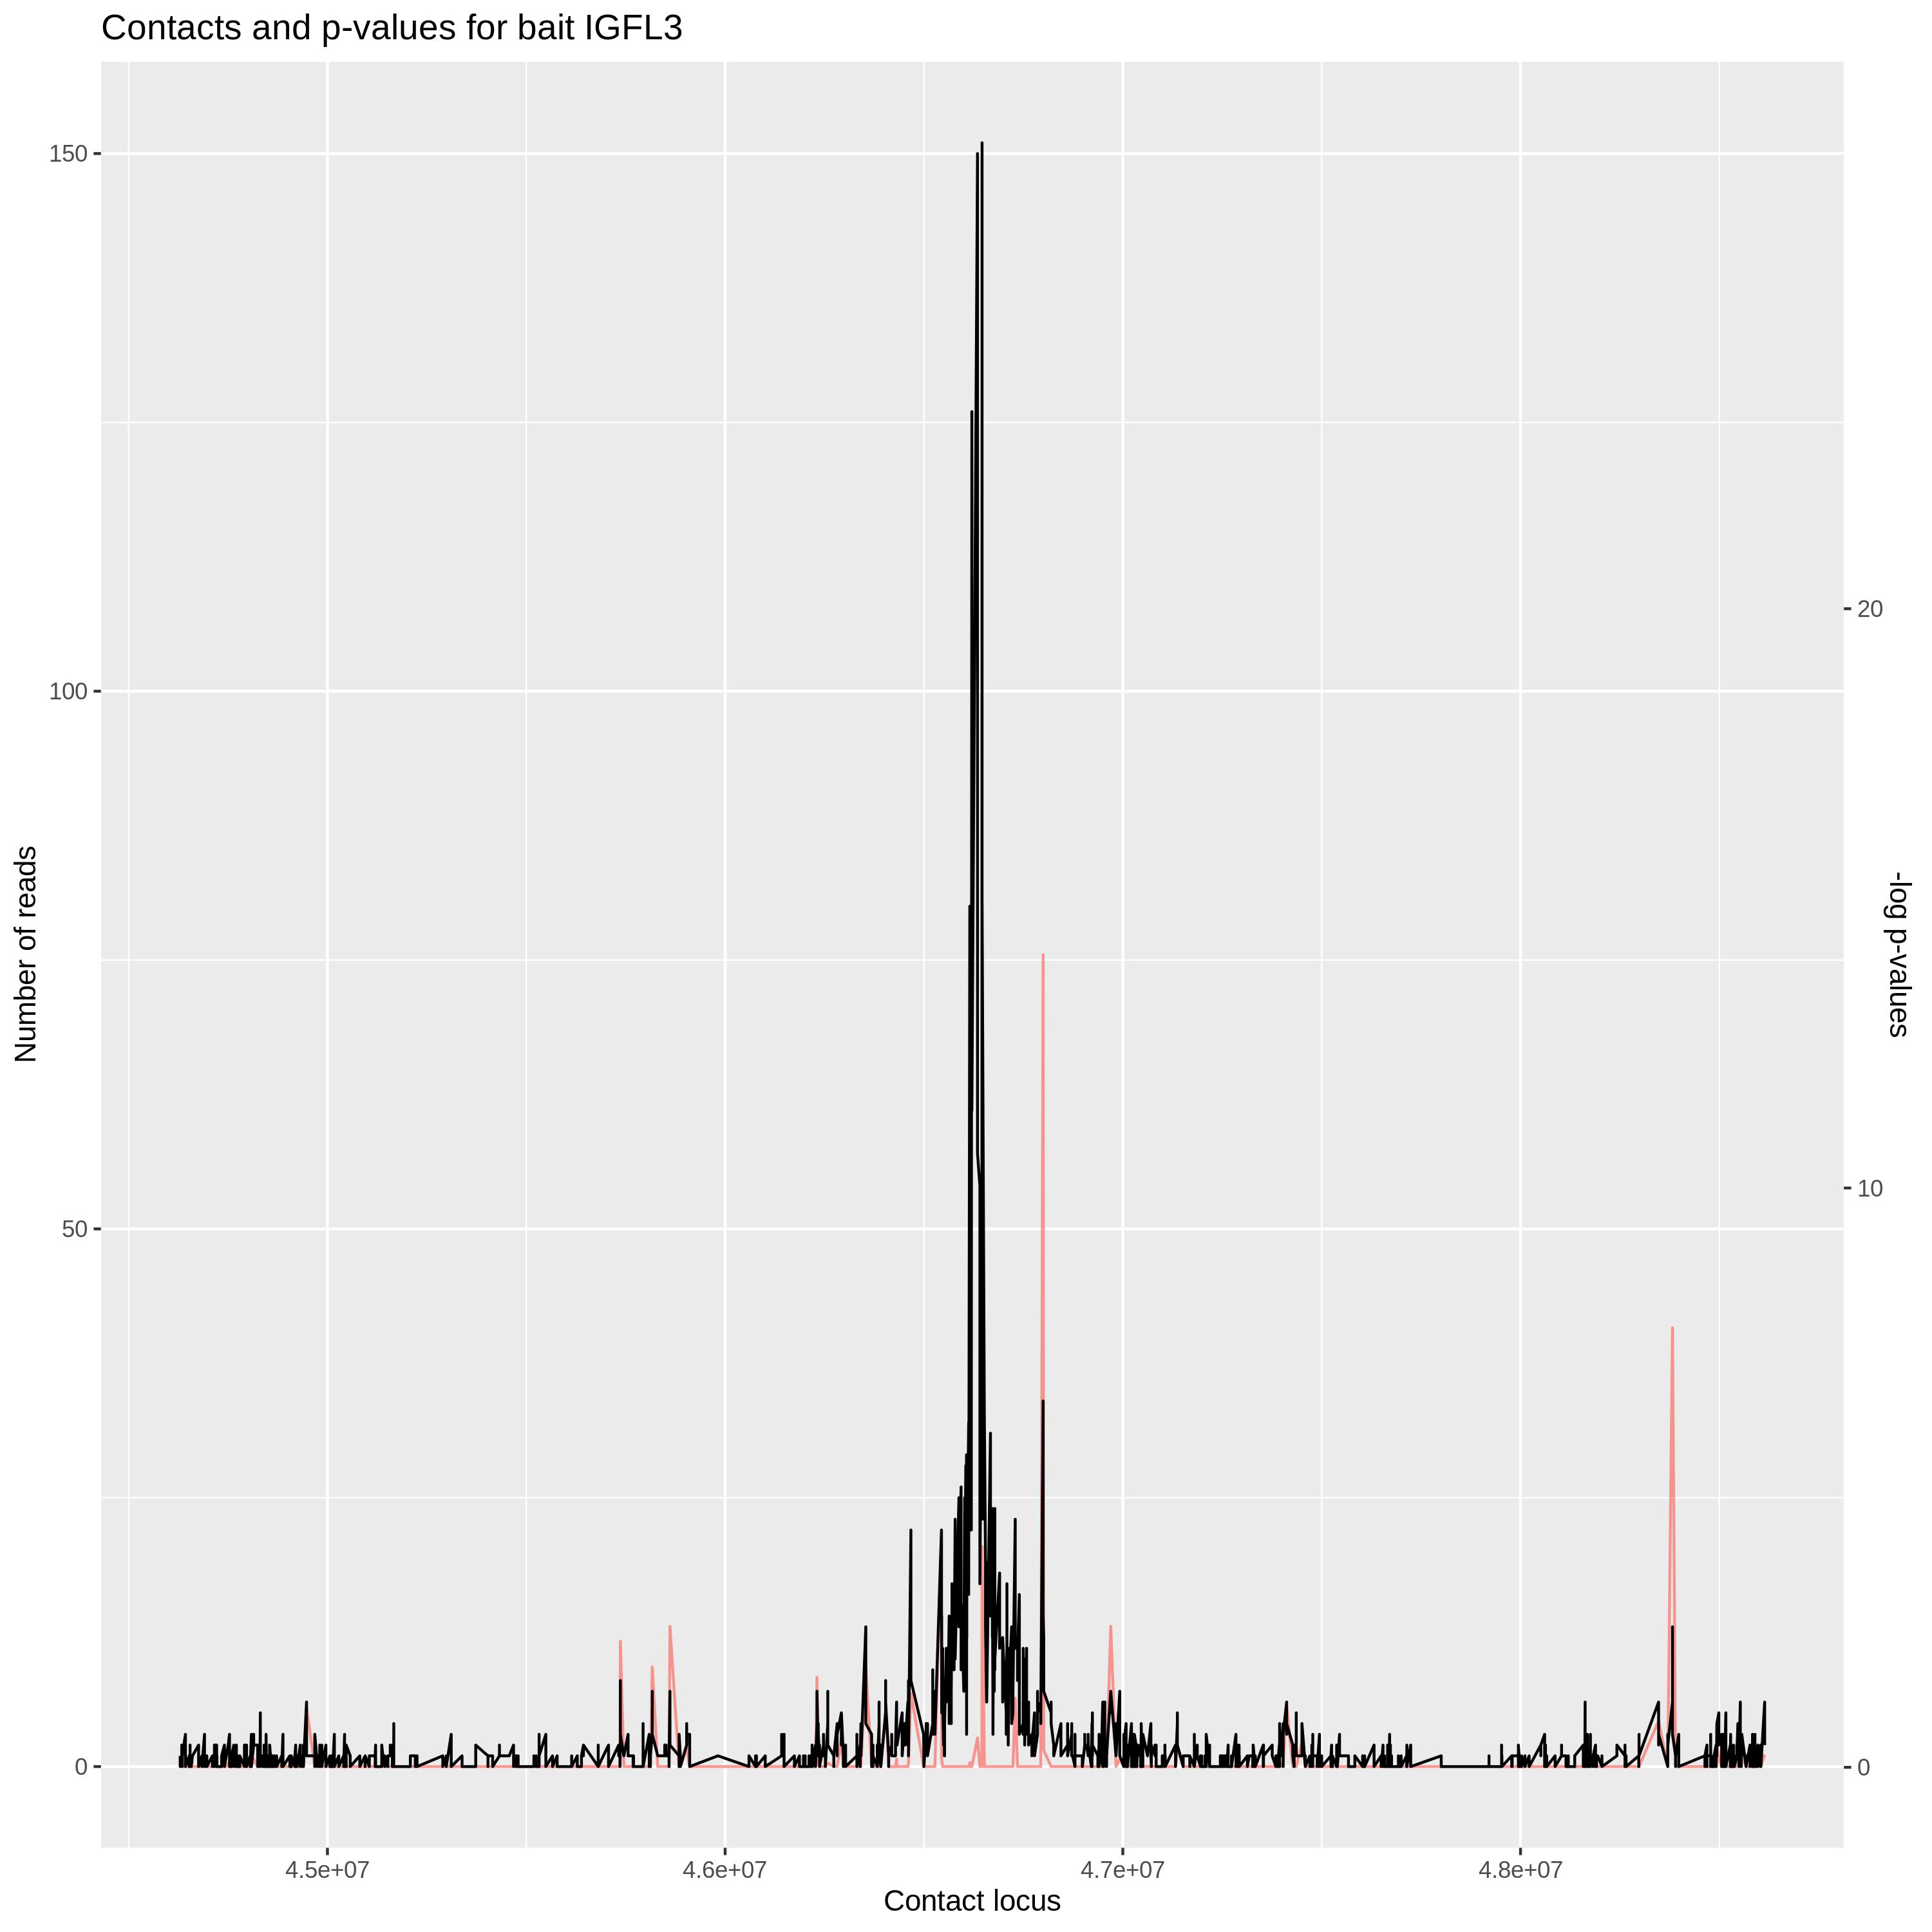 Contacts and p-values for bait IGFL3
150
100
50
0
Number of reads
20
10
0
-log p-values
4.5e+07 4.6e+07 4.7e+07 4.8e+07
Contact locus